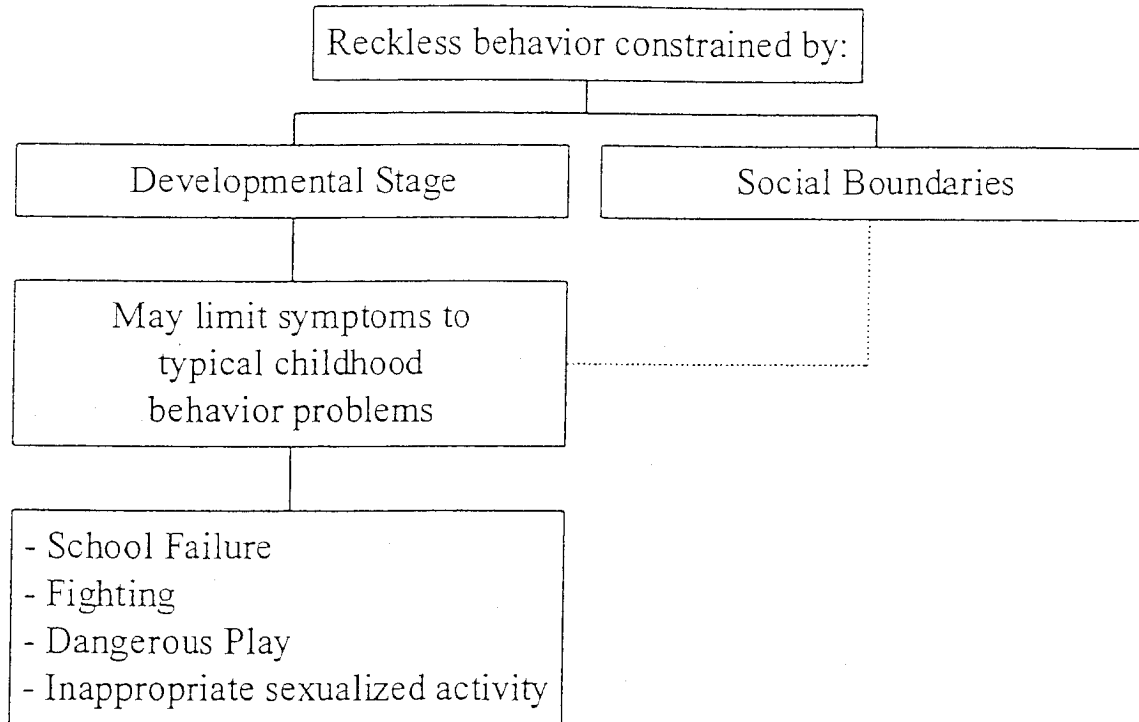 Reckless behavior constrained by:
Developmental Stage
Social Boundaries
May limit symptoms to
typical childhood
behavior problems
- School Failure
- Fighting
- Dangerous Play
- Inappropriate sexualized activity